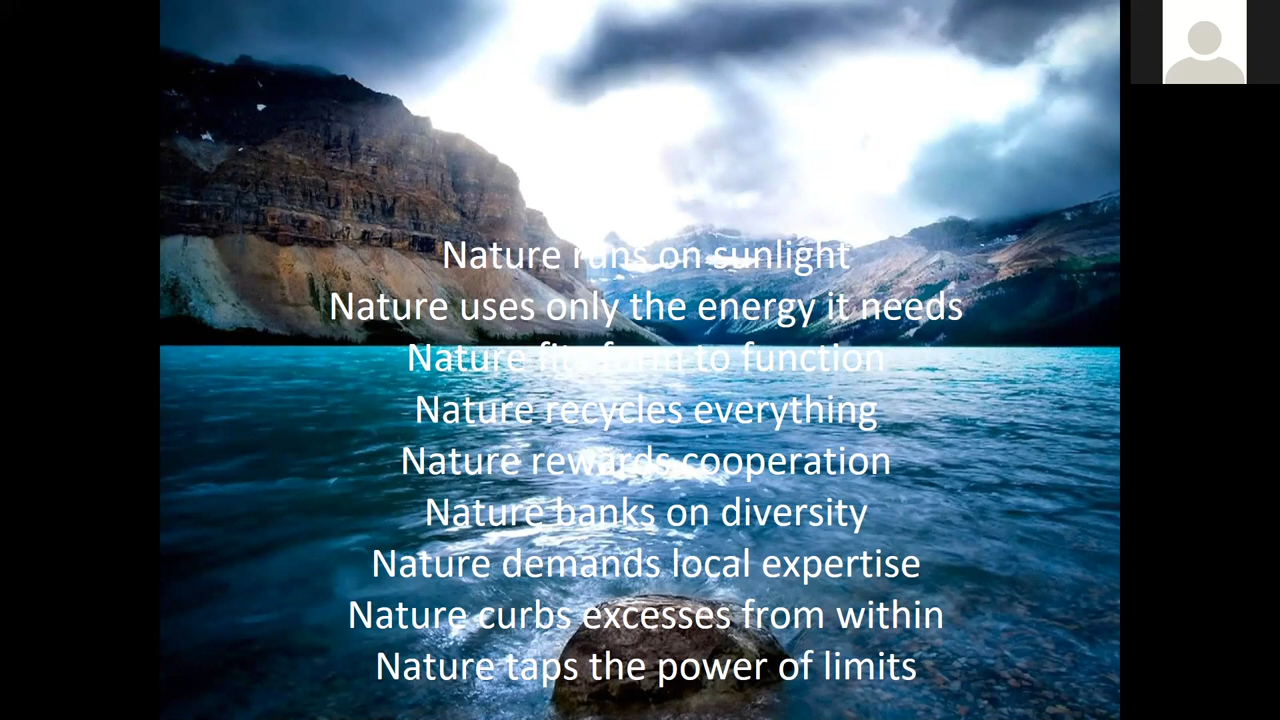 Nature runs on sunlight
Nature uses only the energy it needs
Nature fits form to function
Nature recycles everything
Nature rewards cooperation
Nature banks on diversity
Nature demands local expertise
Nature curbs excesses from within
Nature taps the power of limits